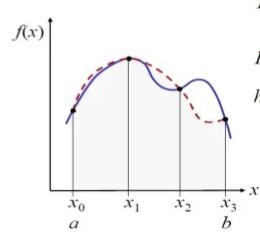 f(x)
x
x₀ x₁ x₂ x₃
a b